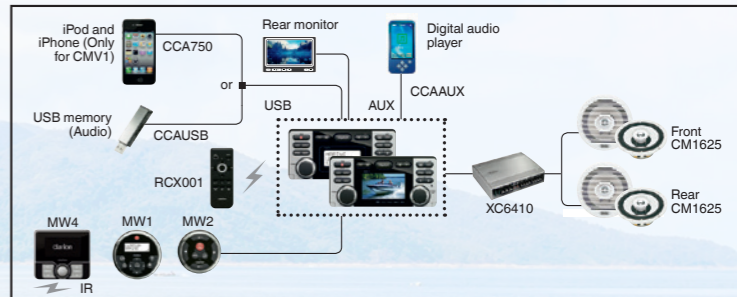 iPod and
iPhone (Only
for CMV1)
CCA750
Rear monitor
Digital audio
player
or
USB
AUX
CCAAUX
USB memory
(Audio)
CCAUSB
RCX001
Front
CM1625
XC6410
Rear
CM1625
MW4
MW1
MW2
Clarion
IR